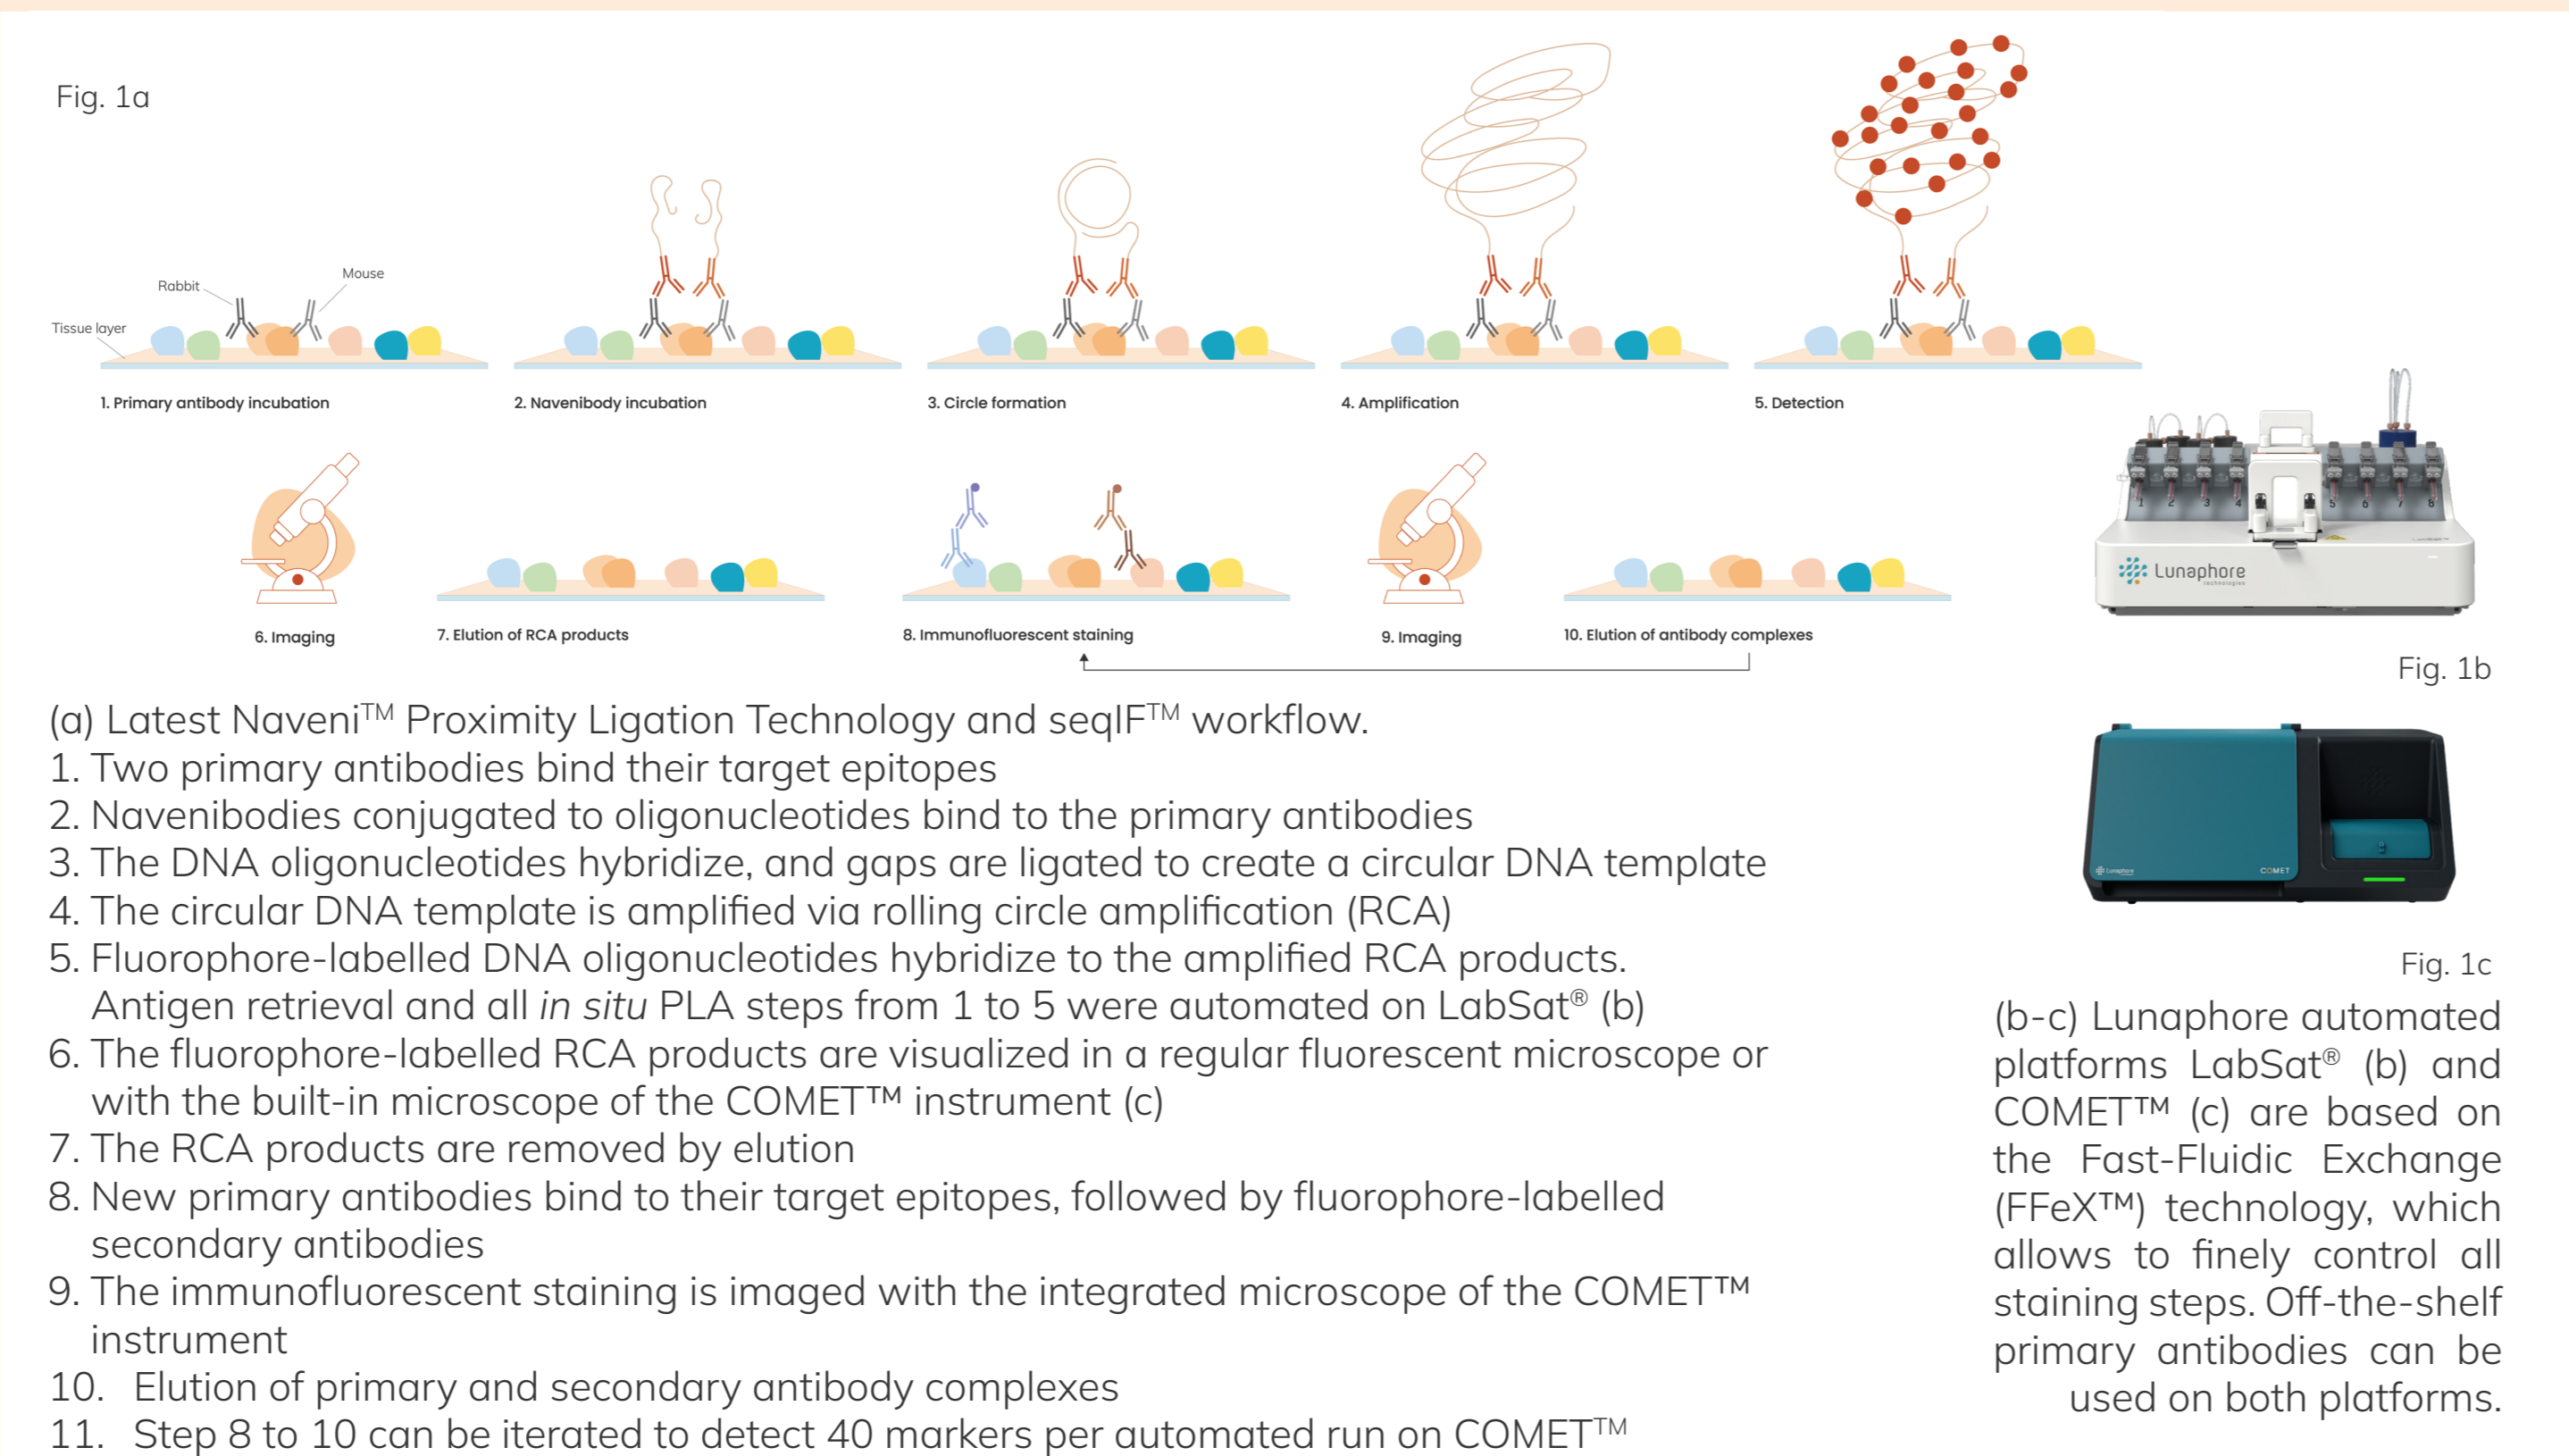 Fig. 1a
Rabbit
Mouse
Tissue layer
1. Primary antibody incubation
2. Navenibody incubation
3. Circle formation
4. Amplification
5. Detection
6. Imaging
7. Elution of RCA products
8. Immunofluorescent staining
9. Imaging
10. Elution of antibody complexes
1 2 3 4 5 6 7 8
Lunaphore
technologies
Fig. 1b
(a) Latest Naveni™ Proximity Ligation Technology and seqIF™ workflow.
1. Two primary antibodies bind their target epitopes
2. Navenibodies conjugated to oligonucleotides bind to the primary antibodies
3. The DNA oligonucleotides hybridize, and gaps are ligated to create a circular DNA template
4. The circular DNA template is amplified via rolling circle amplification (RCA)
5. Fluorophore-labelled DNA oligonucleotides hybridize to the amplified RCA products.
Antigen retrieval and all in situ PLA steps from 1 to 5 were automated on LabSat® (b)
6. The fluorophore-labelled RCA products are visualized in a regular fluorescent microscope or
with the built-in microscope of the COMET™ instrument (c)
7. The RCA products are removed by elution
8. New primary antibodies bind to their target epitopes, followed by fluorophore-labelled
secondary antibodies
9. The immunofluorescent staining is imaged with the integrated microscope of the COMET™
instrument
10. Elution of primary and secondary antibody complexes
11. Step 8 to 10 can be iterated to detect 40 markers per automated run on COMET™
Lunaphore
COMET
Fig. 1c
(b-c) Lunaphore automated
platforms LabSat® (b) and
COMET™ (c) are based on
the Fast-Fluidic Exchange
(FFeX™) technology, which
allows to finely control all
staining steps. Off-the-shelf
primary antibodies can be
used on both platforms.